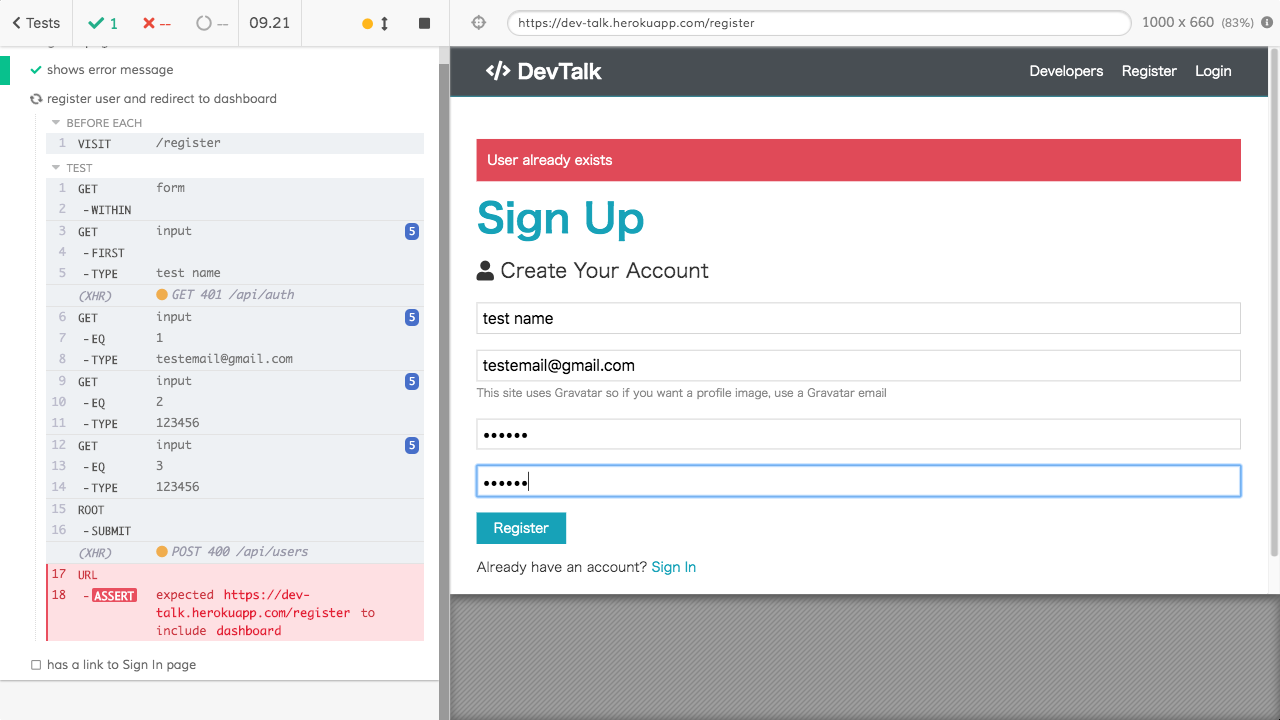 Tests
1
--
--
09.21
https://dev-talk.herokuapp.com/register
1000 x 660 (83%)
shows error message
register user and redirect to dashboard
BEFORE EACH
1 VISIT /register
TEST
1 GET form
2 -WITHIN
3 GET input 5
4 -FIRST
5 -TYPE test name
(XHR) GET 401 /api/auth
6 GET input 5
7 -EQ 1
8 -TYPE testemail@gmail.com
9 GET input 5
10 -EQ 2
11 -TYPE 123456
12 GET input 5
13 -EQ 3
14 -TYPE 123456
15 ROOT
16 -SUBMIT
(XHR) POST 400 /api/users
17 URL
18 -ASSERT expected https://dev-
talk.herokuapp.com/register to
include dashboard
has a link to Sign In page
</> DevTalk
Developers Register Login
User already exists
Sign Up
Create Your Account
test name
testemail@gmail.com
This site uses Gravatar so if you want a profile image, use a Gravatar email
••••••
••••••
Register
Already have an account? Sign In